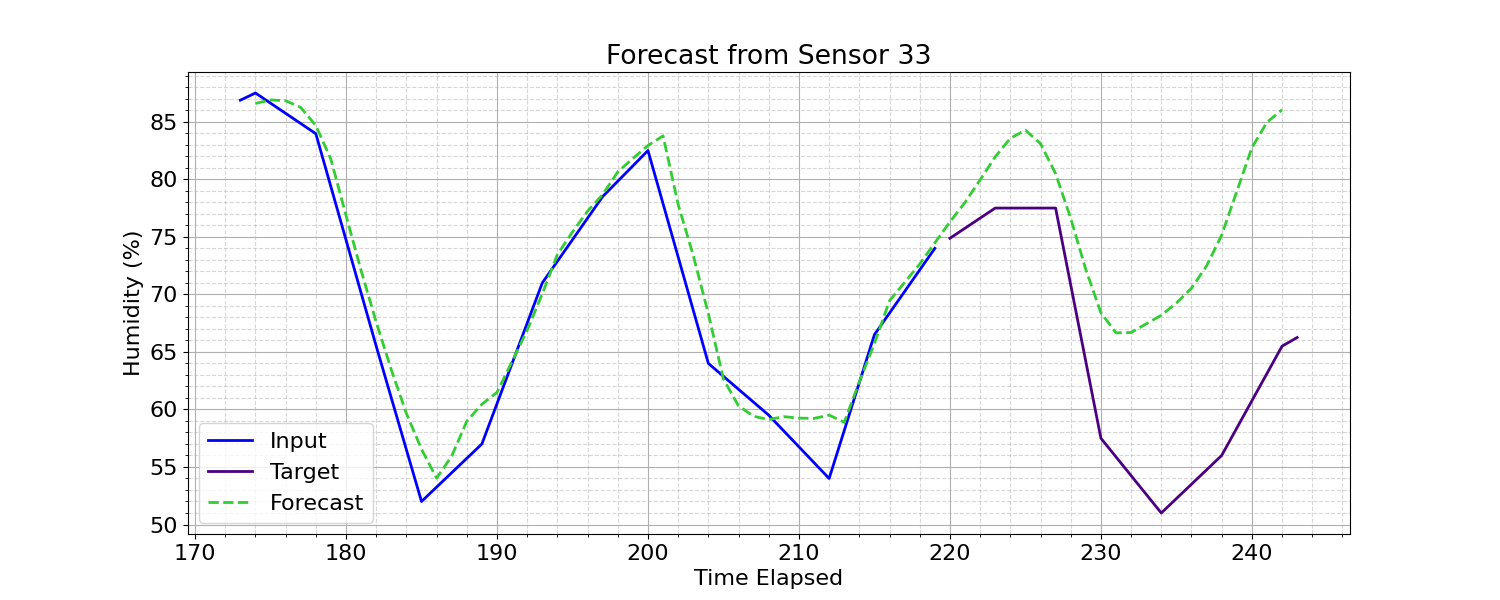 Forecast from Sensor 33
Humidity (%)
85
80
75
70
65
60
55
50
Input
Target
Forecast
170 180 190 200 210 220 230 240
Time Elapsed